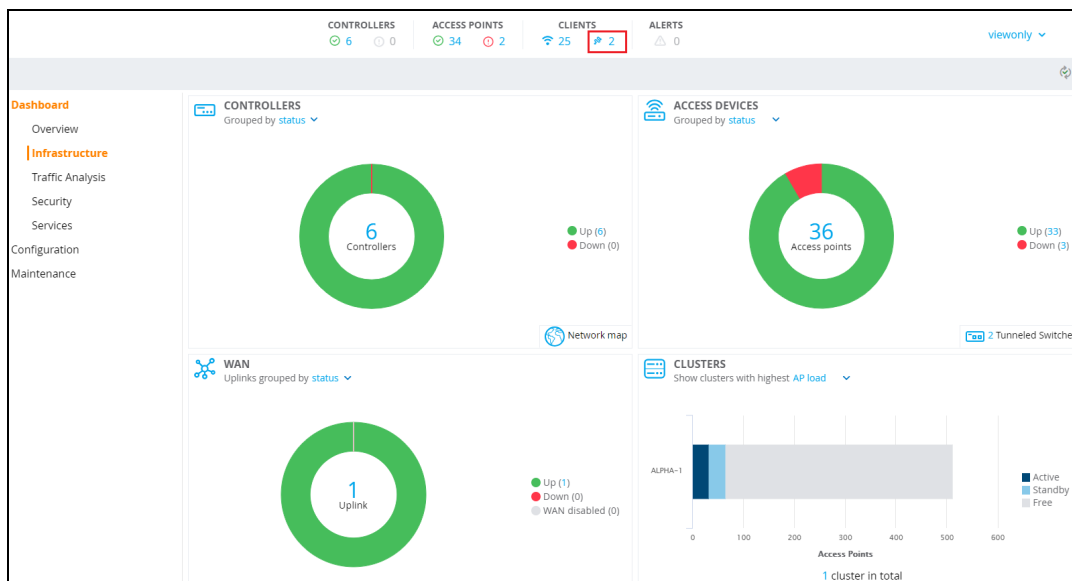 CONTROLLERS ACCESS POINTS CLIENTS ALERTS
6 0 34 2 25 2 0
viewonly
Dashboard
Overview
Infrastructure
Traffic Analysis
Security
Services
Configuration
Maintenance
CONTROLLERS
Grouped by status
6
Controllers
Up (6)
Down (0)
Network map
ACCESS DEVICES
Grouped by status
36
Access points
Up (33)
Down (3)
2 Tunneled Switche
WAN
Uplinks grouped by status
1
Uplink
Up (1)
Down (0)
WAN disabled (0)
CLUSTERS
Show clusters with highest AP load
ALPHA-1
Active
Standby
Free
0 100 200 300 400 500 600
Access Points
1 cluster in total